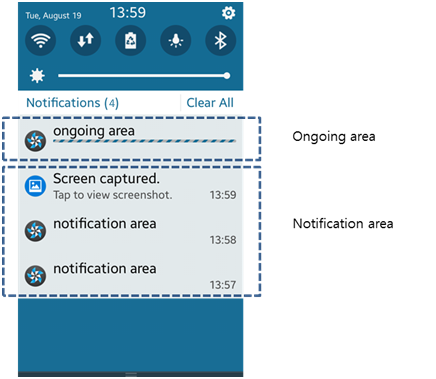 Tue, August 19 13:59
Notifications (4) Clear All
ongoing area
Ongoing area
Screen captured.
Tap to view screenshot. 13:59
notification area
Notification area
13:58
notification area
13:57